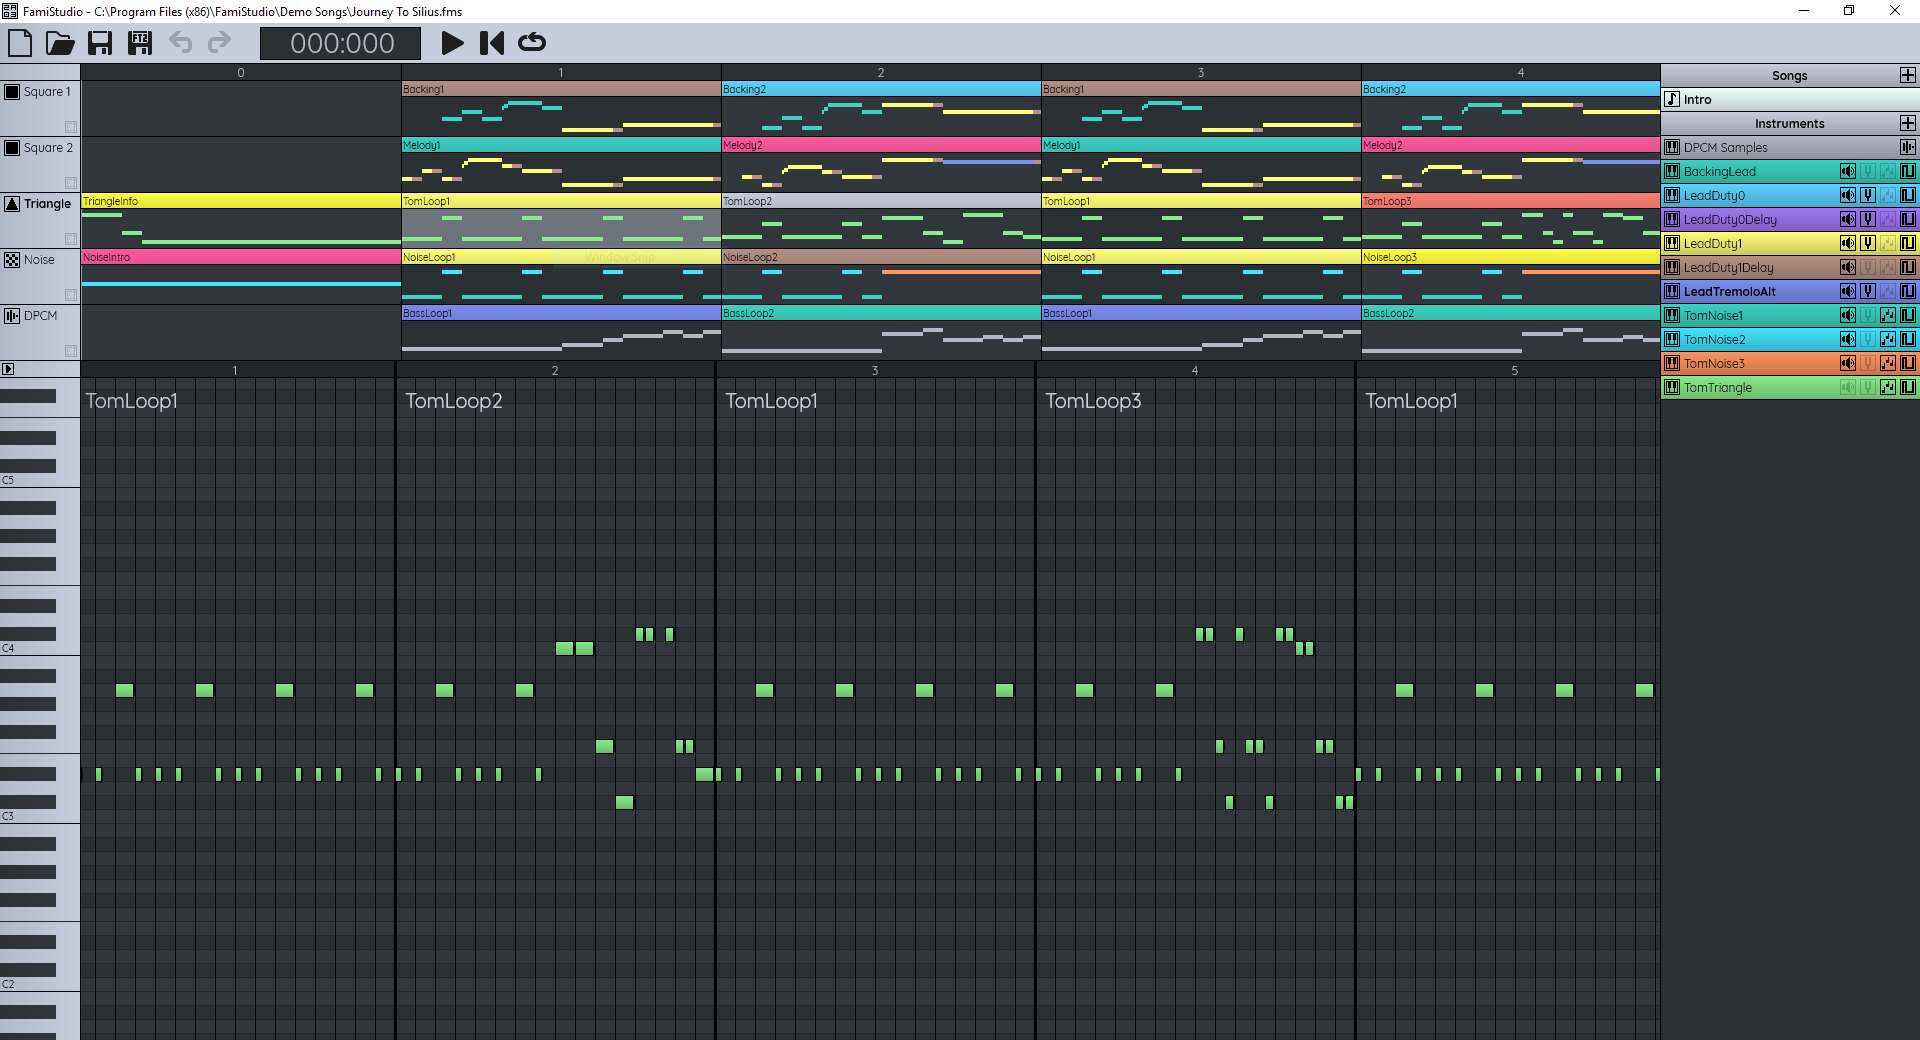 FamiStudio - C:\Program Files (x86)\FamiStudio\Demo Songs\Journey To Silius.fms
FTZ
000:000
0 1 2 3 4
Songs
Intro
Instruments
DPCM Samples
BackingLead
LeadDuty0
LeadDuty0Delay
LeadDuty1
LeadDuty1Delay
LeadTremoloAlt
TomNoise1
TomNoise2
TomNoise3
TomTriangle
Square 1
Backing1 Backing2 Backing1 Backing2
Square 2
Melody1 Melody2 Melody1 Melody2
Triangle
TriangleInfo TomLoop1 TomLoop2 TomLoop1 TomLoop3
Noise
NoiseIntro NoiseLoop1 NoiseLoop2 NoiseLoop1 NoiseLoop3
Window Snip
DPCM
BassLoop1 BassLoop2 BassLoop1 BassLoop2
1 2 3 4 5
TomLoop1 TomLoop2 TomLoop1 TomLoop3 TomLoop1
C5
C4
C3
C2